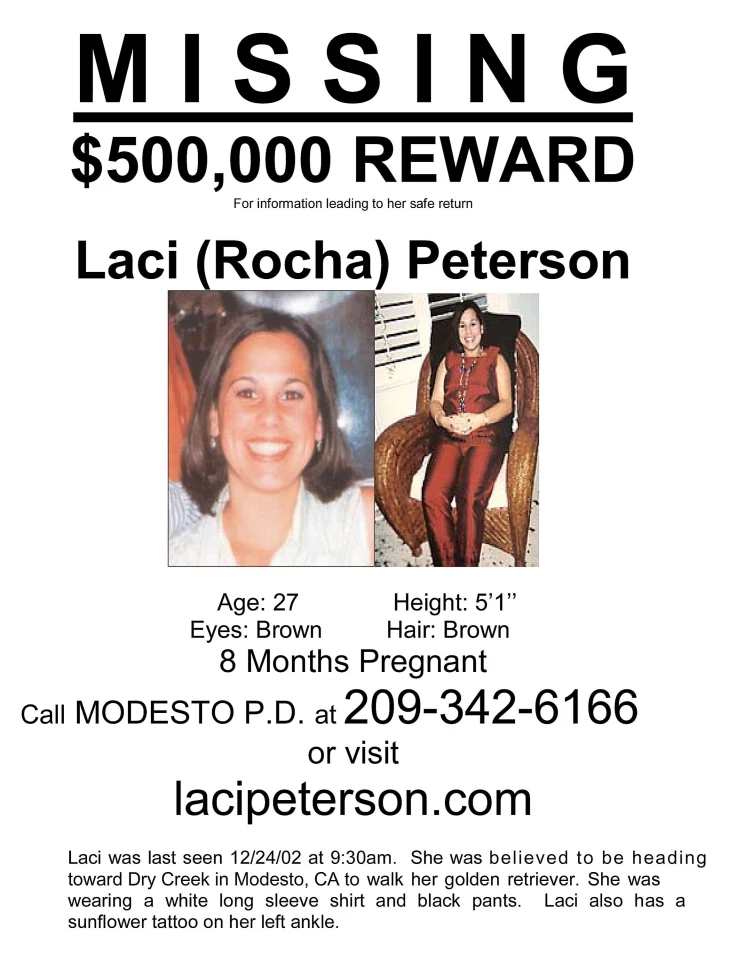 MISSING
$500,000 REWARD
For information leading to her safe return
Laci (Rocha) Peterson
Age: 27 Height: 5’1’’
Eyes: Brown Hair: Brown
8 Months Pregnant
Call MODESTO P.D. at 209-342-6166
or visit
lacipeterson.com
Laci was last seen 12/24/02 at 9:30am. She was believed to be heading
toward Dry Creek in Modesto, CA to walk her golden retriever. She was
wearing a white long sleeve shirt and black pants. Laci also has a
sunflower tattoo on her left ankle.